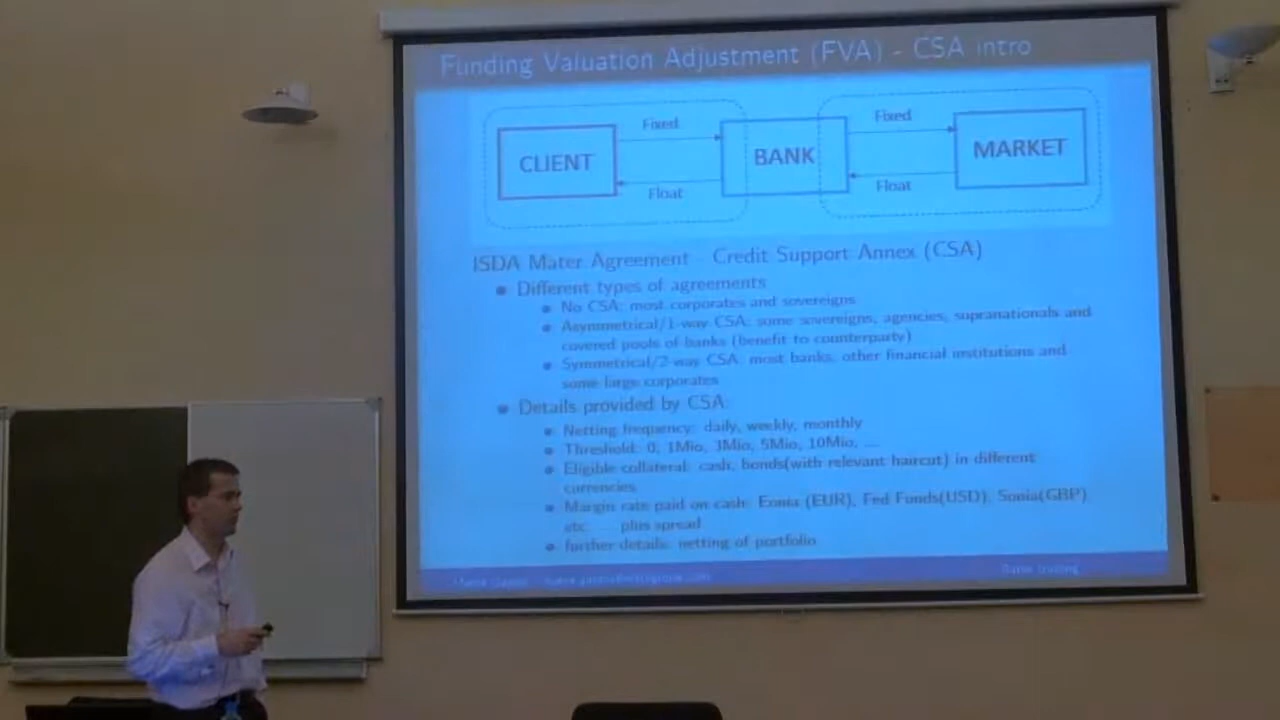 Funding Valuation Adjustment (FVA) - CSA intro
Fixed
Fixed
CLIENT
BANK
MARKET
Float
Float
ISDA Mater Agreement - Credit Support Annex (CSA)
Different types of agreements
No CSA: most corporates and sovereigns
Asymmetrical/1-way CSA: some sovereigns, agencies, supranationals and
covered pools of banks (benefit to counterparty)
Symmetrical/2-way CSA: most banks, other financial institutions and
some large corporates
Details provided by CSA:
Netting frequency: daily, weekly, monthly
Threshold: 0, 1Mio, 3Mio, 5Mio, 10Mio, ...
Eligible collateral: cash, bonds(with relevant haircut) in different
currencies
Margin rate paid on cash: Eonia (EUR), Fed Funds(USD), Sonia(GBP)
etc. ... plus spread
further details: netting of portfolio
trading